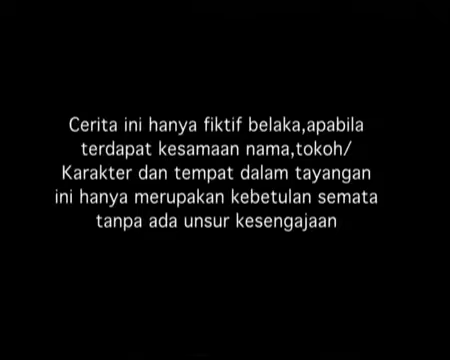 Cerita ini hanya fiktif belaka,apabila
terdapat kesamaan nama,tokoh/
Karakter dan tempat dalam tayangan
ini hanya merupakan kebetulan semata
tanpa ada unsur kesengajaan